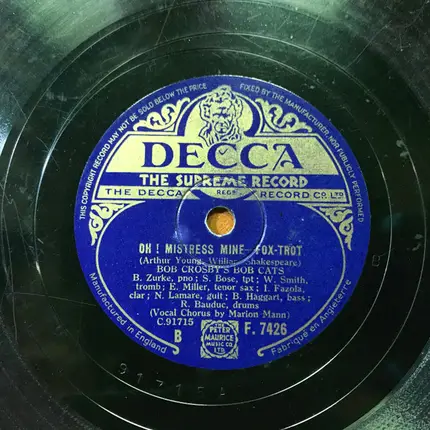 THIS COPYRIGHT RECORD MAY NOT BE SOLD BELOW THE PRICE
FIXED BY THE MANUFACTURER, NOR PUBLICLY PERFORMED
DECCA
THE SUPREME RECORD
THE DECCA REGD RECORD CO. LTD
OH ! MISTRESS MINE—FOX-TROT
(Arthur Young, William Shakespeare)
BOB CROSBY'S BOB CATS
B. Zurke, pno ; S. Bose, tpt ; W. Smith,
tromb ; E. Miller, tenor sax ; I. Fazola,
clar ; N. Lamare, guit ; B. Haggart, bass ;
R. Bauduc, drums
(Vocal Chorus by Marion Mann)
C.91715
B
F. 7426
THE
PETER
MAURICE
MUSIC CO
LTD.
Manufactured in England
Fabriqué en Angleterre